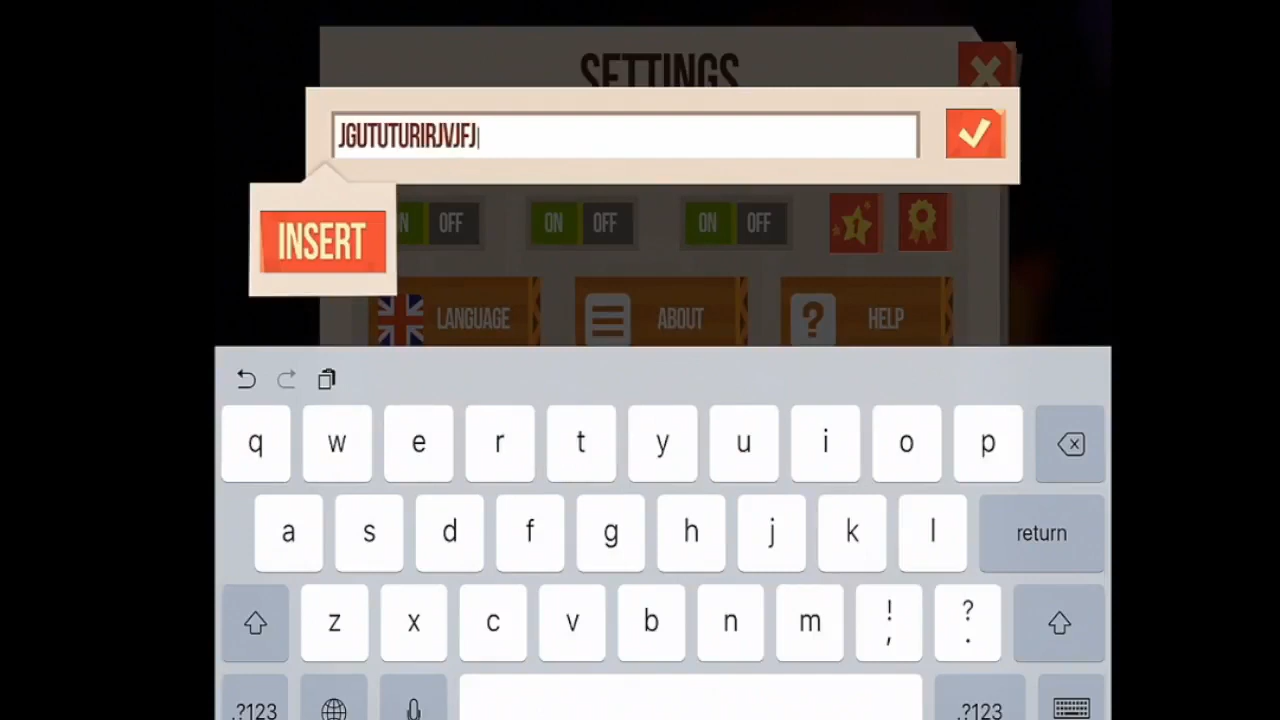 SETTINGS
JGUTUTURIRJVJFJ
INSERT
ON OFF ON OFF ON OFF
LANGUAGE ABOUT ? HELP
q w e r t y u i o p
a s d f g h j k l return
z x c v b n m ! , ? .
.?123 .?123